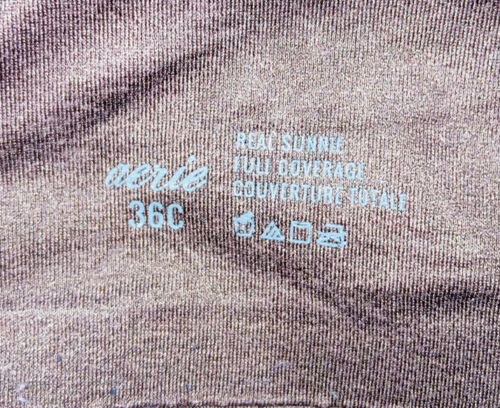 aerie
36C
REAL SUNNIE
FULL COVERAGE
COUVERTURE TOTALE